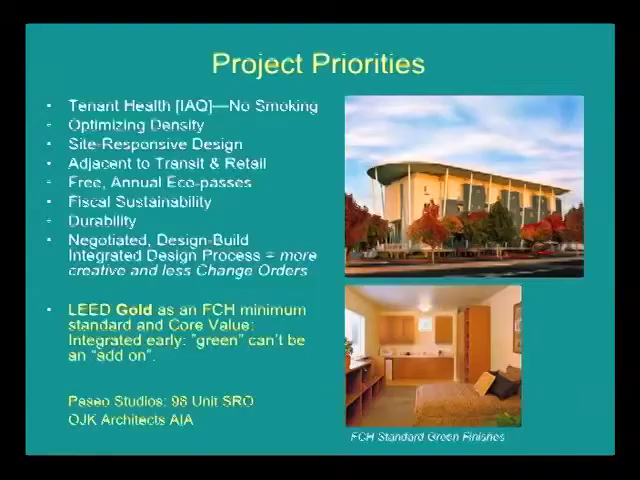 Project Priorities
• Tenant Health [IAQ]—No Smoking
• Optimizing Density
• Site-Responsive Design
• Adjacent to Transit & Retail
• Free, Annual Eco-passes
• Fiscal Sustainability
• Durability
• Negotiated, Design-Build
Integrated Design Process = more
creative and less Change Orders
• LEED Gold as an FCH minimum
standard and Core Value:
Integrated early: "green" can't be
an "add on".
Paseo Studios: 98 Unit SRO
OJK Architects AIA
FCH Standard Green Finishes